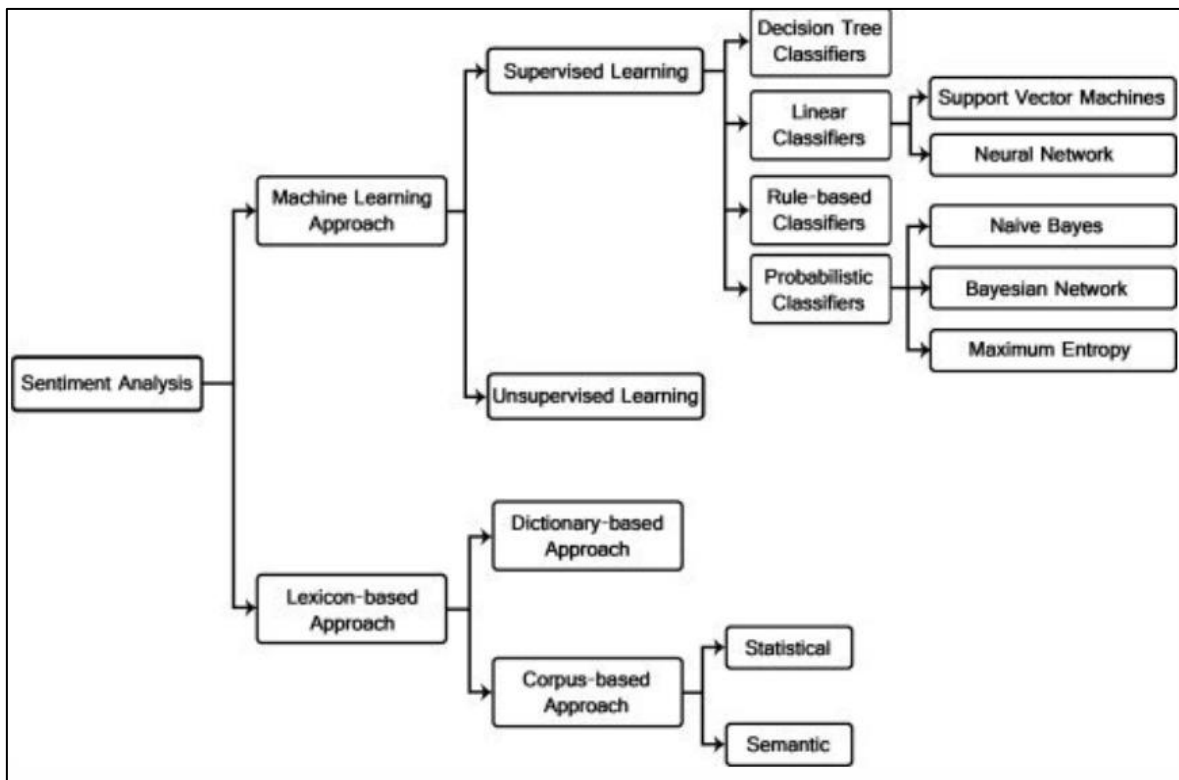 Decision Tree
Classifiers
Supervised Learning
Support Vector Machines
Linear
Classifiers
Neural Network
Machine Learning
Approach
Rule-based
Classifiers
Naive Bayes
Probabilistic
Classifiers
Bayesian Network
Maximum Entropy
Sentiment Analysis
Unsupervised Learning
Dictionary-based
Approach
Lexicon-based
Approach
Statistical
Corpus-based
Approach
Semantic